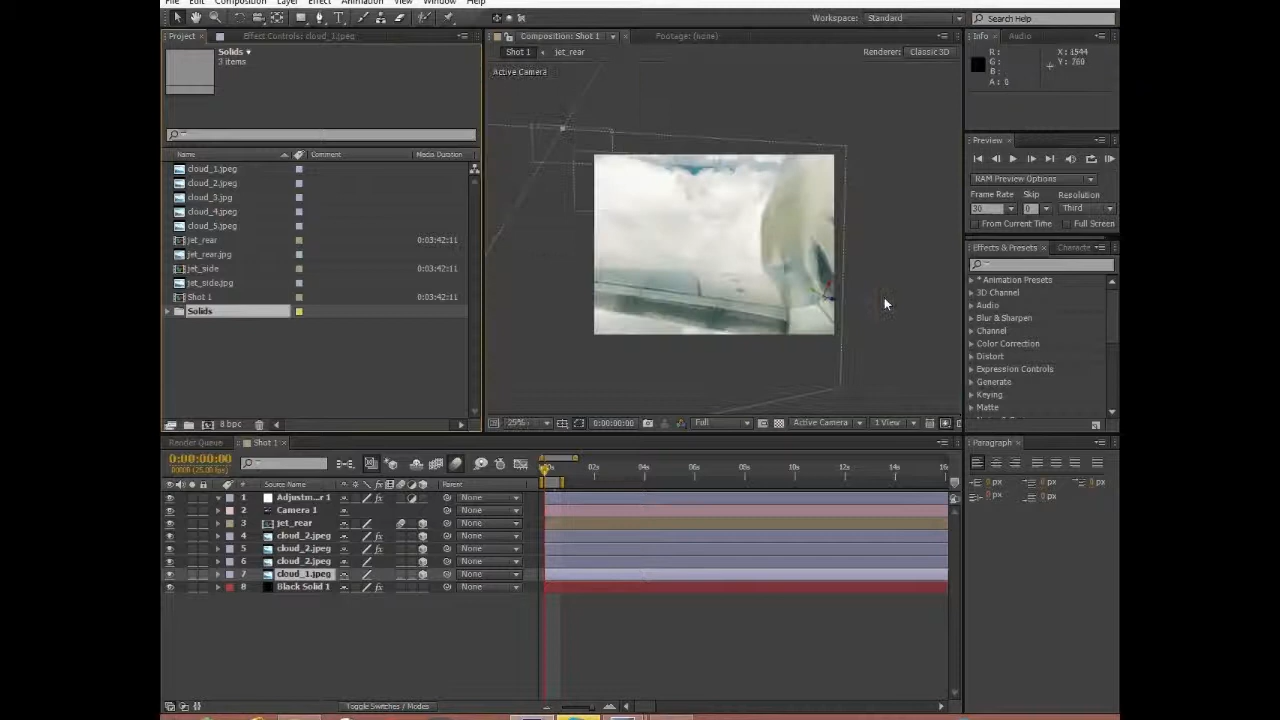 File Edit Composition Layer Effect Animation View Window Help
Workspace: Standard
Search Help
Project Effect Controls: cloud_1.jpeg
Composition: Shot 1 Footage: (none)
Info Audio
Solids
3 items
Shot 1 jet_rear
Renderer: Classic 3D
Active Camera
R: X: 1544
G: Y: 760
B:
A: 0
Preview
Name Comment Media Duration
cloud_1.jpeg
cloud_2.jpeg
cloud_3.jpg
cloud_4.jpeg
cloud_5.jpeg
jet_rear 0:03:42:11
jet_rear.jpg
jet_side 0:03:42:11
jet_side.jpg
Shot 1 0:03:42:11
Solids
RAM Preview Options
Frame Rate Skip Resolution
30 0 Third
From Current Time Full Screen
Effects & Presets Characte
* Animation Presets
3D Channel
Audio
Blur & Sharpen
Channel
Color Correction
Distort
Expression Controls
Generate
Keying
Matte
8 bpc
25% 0:00:00:00 Full Active Camera 1 View
Render Queue Shot 1
Paragraph
0:00:00:00
00000 (25.00 fps)
02s 04s 06s 08s 10s 12s 14s 16s
# Source Name Parent
1 Adjustm...r 1 None
2 Camera 1 None
3 jet_rear None
4 cloud_2.jpeg None
5 cloud_2.jpeg None
6 cloud_2.jpeg None
7 cloud_1.jpeg None
8 Black Solid 1 None
0 px 0 px 0 px
0 px 0 px
Toggle Switches / Modes